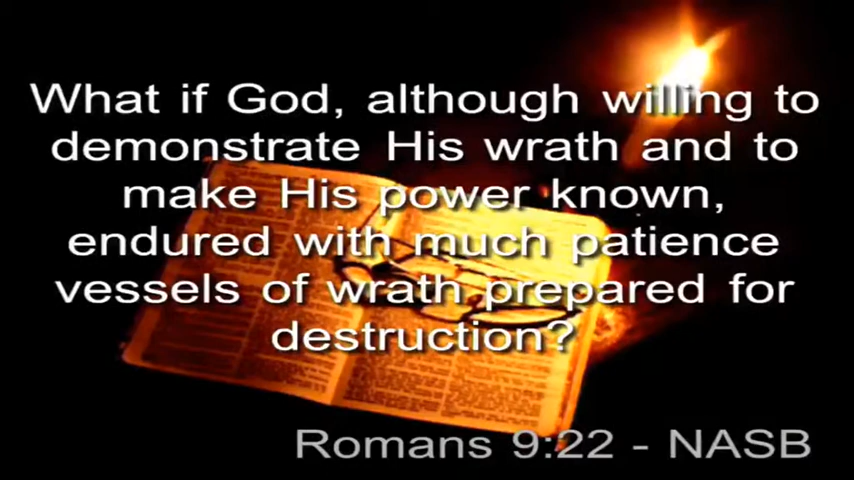 What if God, although willing to
demonstrate His wrath and to
make His power known,
endured with much patience
vessels of wrath prepared for
destruction?
Romans 9:22 - NASB